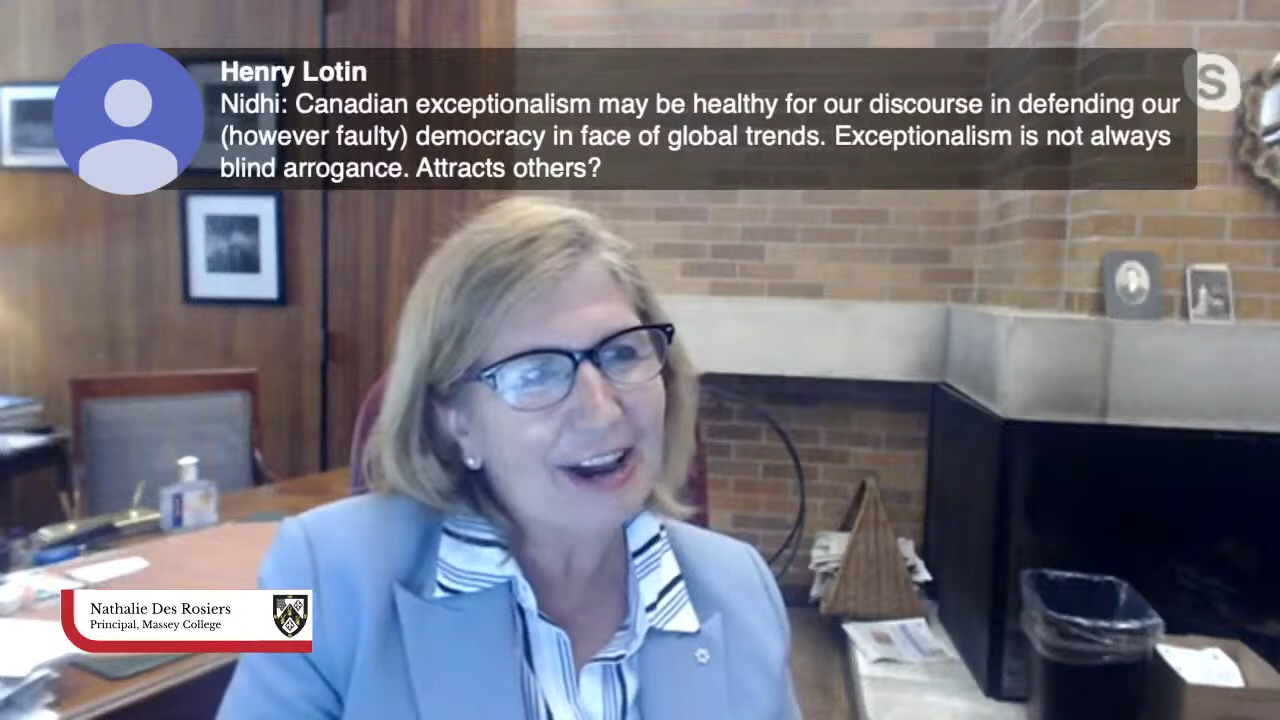 Henry Lotin
Nidhi: Canadian exceptionalism may be healthy for our discourse in defending our
(however faulty) democracy in face of global trends. Exceptionalism is not always
blind arrogance. Attracts others?
S
Nathalie Des Rosiers
Principal, Massey College